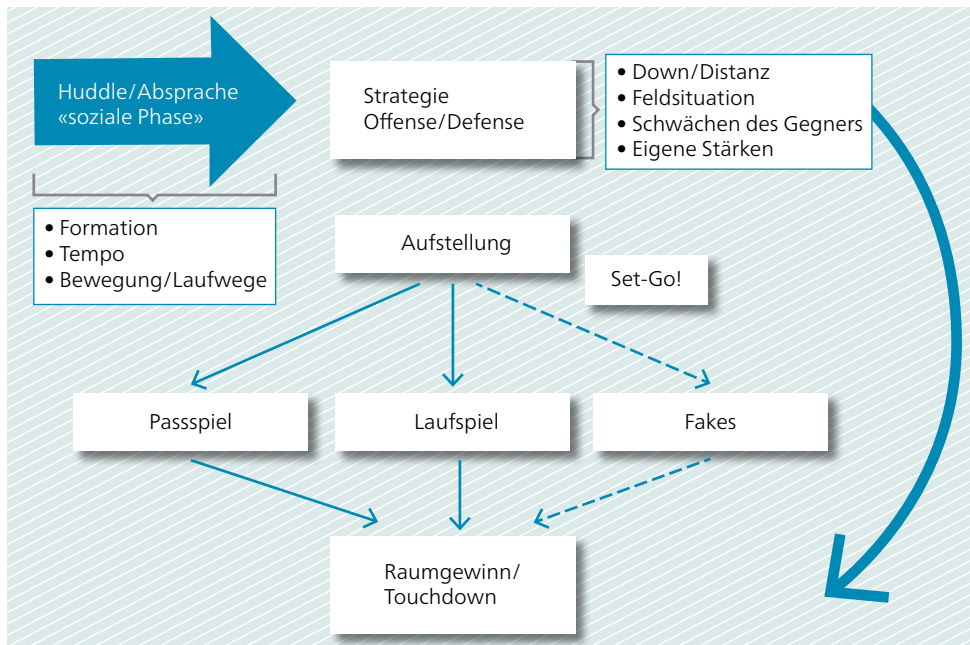 Huddle/Absprache
«soziale Phase»
Strategie
Offense/Defense
• Down/Distanz
• Feldsituation
• Schwächen des Gegners
• Eigene Stärken
• Formation
• Tempo
• Bewegung/Laufwege
Aufstellung
Set-Go!
Passspiel
Laufspiel
Fakes
Raumgewinn/
Touchdown